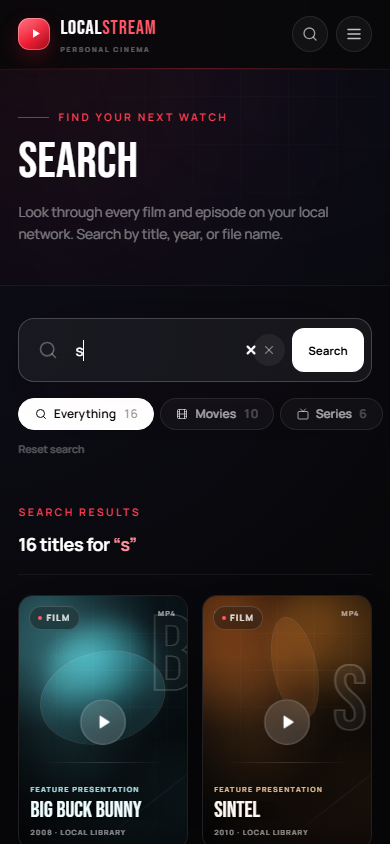 LOCALSTREAM
PERSONAL CINEMA
FIND YOUR NEXT WATCH
SEARCH
Look through every film and episode on your local
network. Search by title, year, or file name.
s
Search
Everything 16
Movies 10
Series 6
Reset search
SEARCH RESULTS
16 titles for “s”
FILM
MP4
B
FEATURE PRESENTATION
BIG BUCK BUNNY
2008 · LOCAL LIBRARY
FILM
MP4
S
FEATURE PRESENTATION
SINTEL
2010 · LOCAL LIBRARY